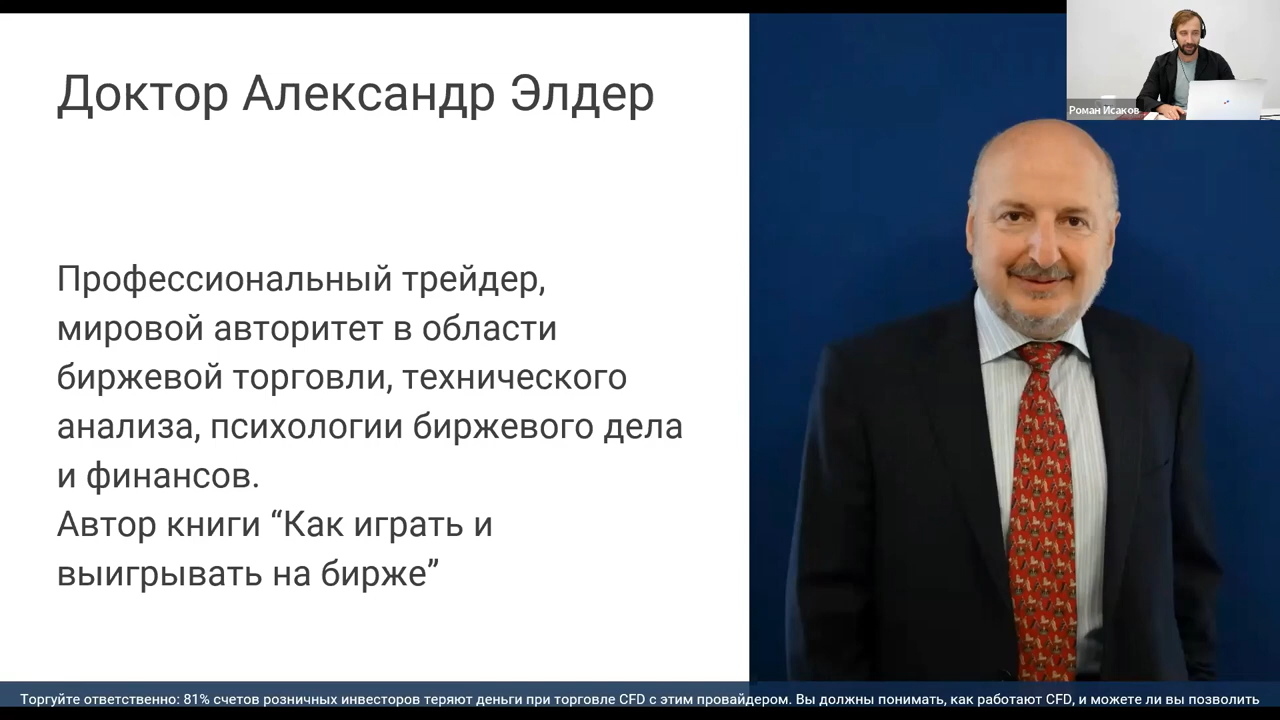 Доктор Александр Элдер
Роман Исаков
Профессиональный трейдер,
мировой авторитет в области
биржевой торговли, технического
анализа, психологии биржевого дела
и финансов.
Автор книги “Как играть и
выигрывать на бирже”
Торгуйте ответственно: 81% счетов розничных инвесторов теряют деньги при торговле CFD с этим провайдером. Вы должны понимать, как работают CFD, и можете ли вы позволить